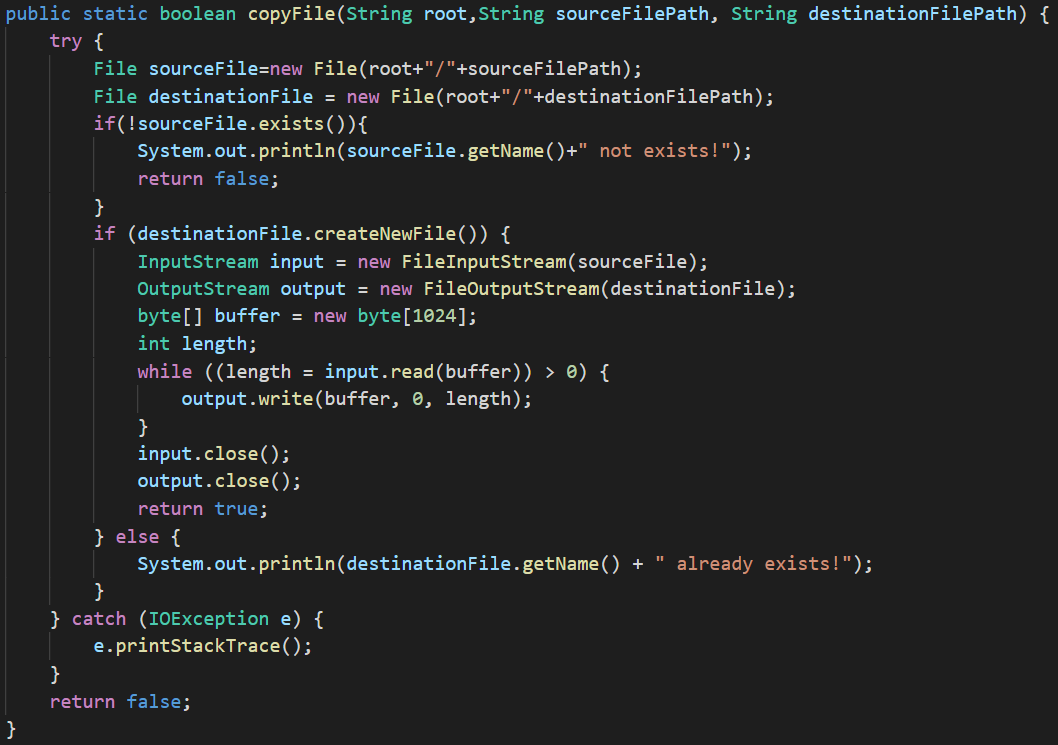 public static boolean copyFile(String root,String sourceFilePath, String destinationFilePath) {
    try {
        File sourceFile=new File(root+"/"+sourceFilePath);
        File destinationFile = new File(root+"/"+destinationFilePath);
        if(!sourceFile.exists()){
            System.out.println(sourceFile.getName()+" not exists!");
            return false;
        }
        if (destinationFile.createNewFile()) {
            InputStream input = new FileInputStream(sourceFile);
            OutputStream output = new FileOutputStream(destinationFile);
            byte[] buffer = new byte[1024];
            int length;
            while ((length = input.read(buffer)) > 0) {
                output.write(buffer, 0, length);
            }
            input.close();
            output.close();
            return true;
        } else {
            System.out.println(destinationFile.getName() + " already exists!");
        }
    } catch (IOException e) {
        e.printStackTrace();
    }
    return false;
}